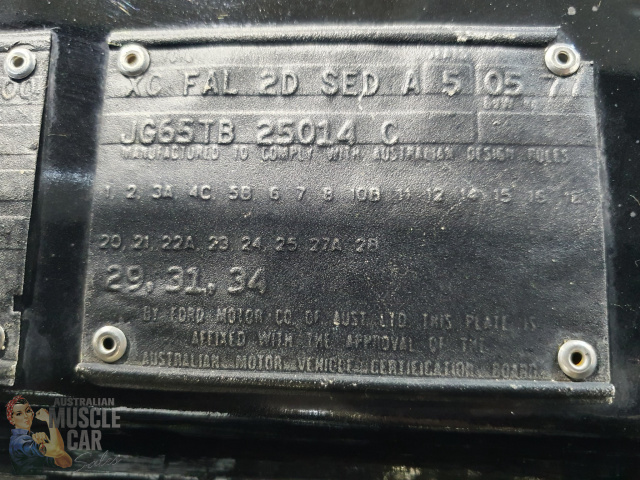 XC FAL 2D SED A 5 05 77
JG65TB 25014 C
MANUFACTURED TO COMPLY WITH AUSTRALIAN DESIGN RULES
1, 2, 3A 4C, 5B 6 7 8 10B 11 12 14 15 16 18
20, 21, 22A, 23, 24, 25, 27A, 28
29, 31, 34
BY FORD MOTOR CO OF AUST LTD THIS PLATE IS
AFFIXED WITH THE APPROVAL OF THE
AUSTRALIAN MOTOR VEHICLE CERTIFICATION BOARD
AUSTRALIAN
MUSCLE
CAR
Sales